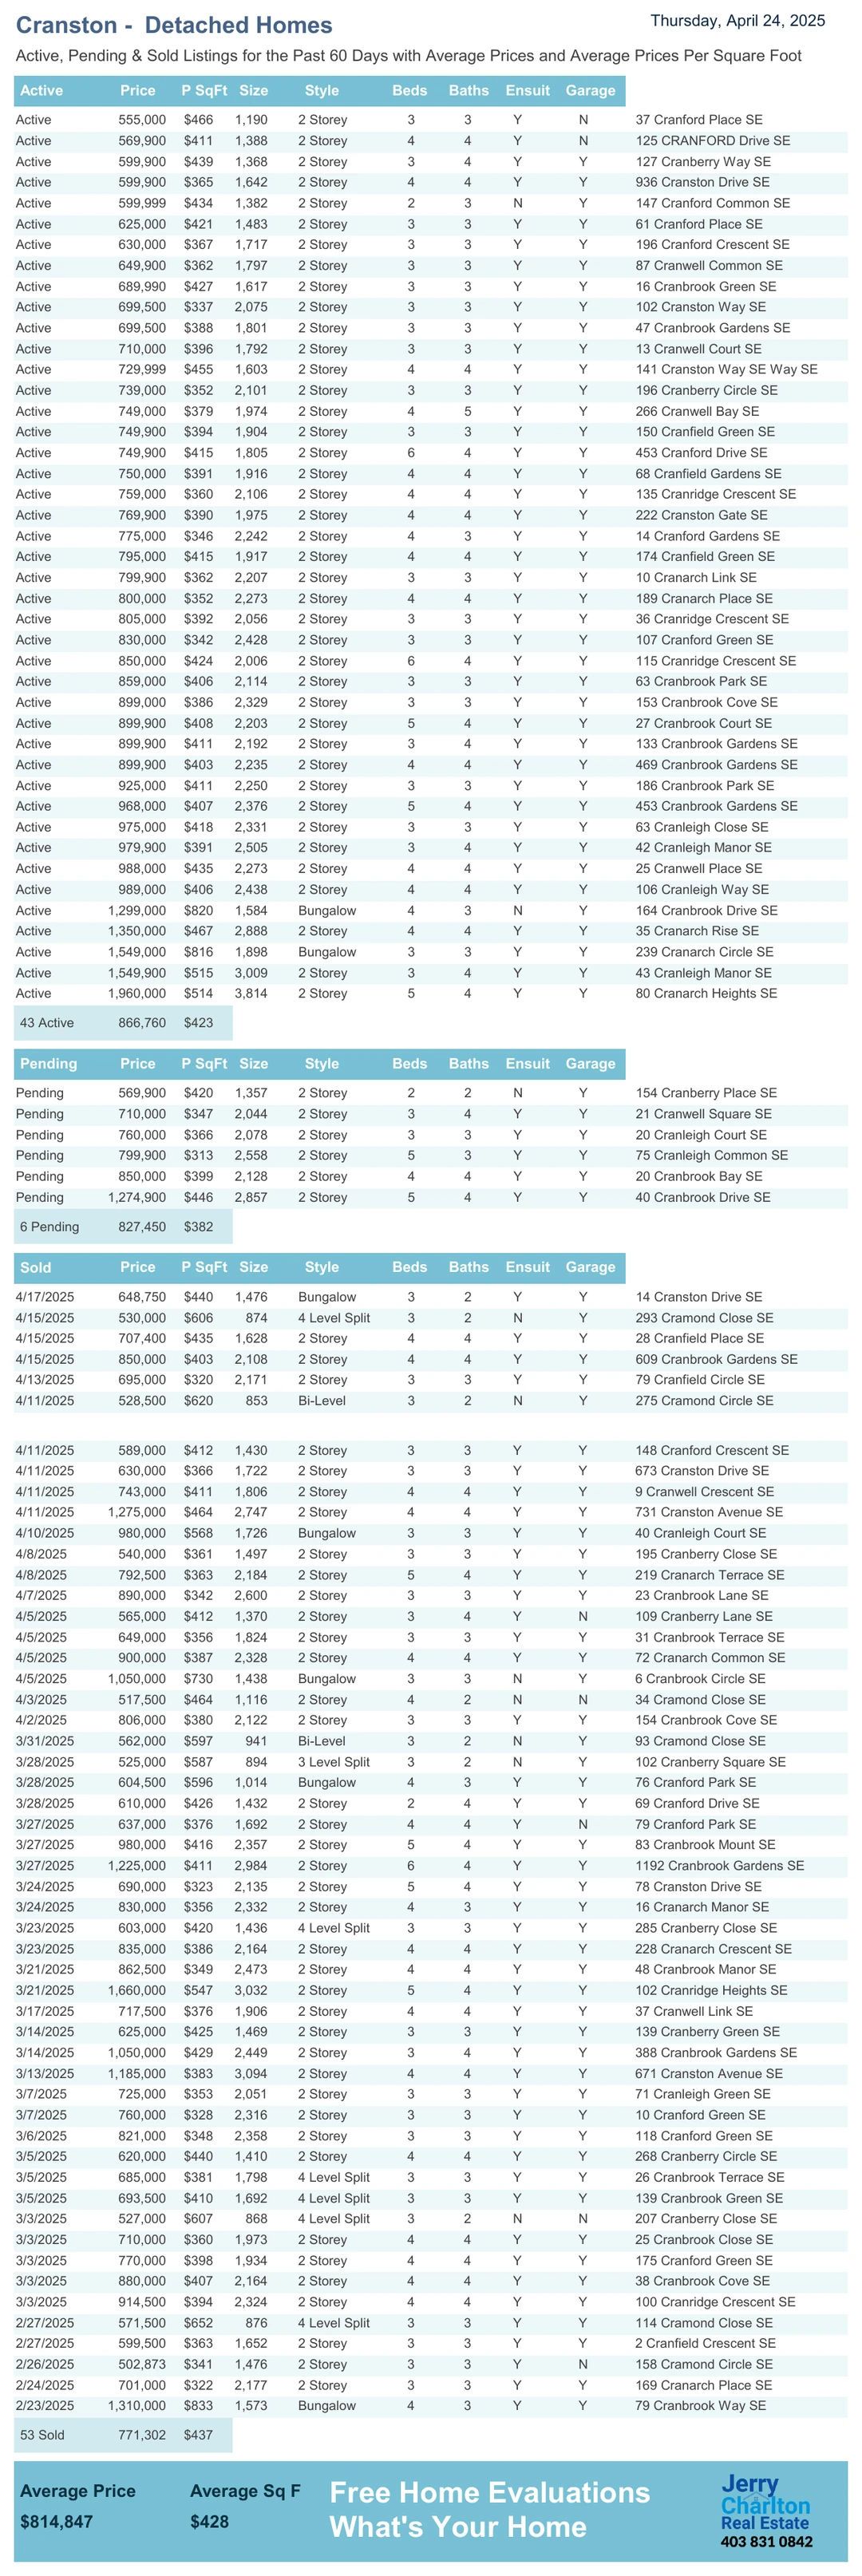 Cranston - Detached Homes
Thursday, April 24, 2025
Active, Pending & Sold Listings for the Past 60 Days with Average Prices and Average Prices Per Square Foot
Active Price P SqFt Size Style Beds Baths Ensuit Garage
Active 555,000 $466 1,190 2 Storey 3 3 Y N 37 Cranford Place SE
Active 569,900 $411 1,388 2 Storey 4 4 Y N 125 CRANFORD Drive SE
Active 599,900 $439 1,368 2 Storey 3 4 Y Y 127 Cranberry Way SE
Active 599,900 $365 1,642 2 Storey 4 4 Y Y 936 Cranston Drive SE
Active 599,999 $434 1,382 2 Storey 2 3 N Y 147 Cranford Common SE
Active 625,000 $421 1,483 2 Storey 3 3 Y Y 61 Cranford Place SE
Active 630,000 $367 1,717 2 Storey 3 3 Y Y 196 Cranford Crescent SE
Active 649,900 $362 1,797 2 Storey 3 3 Y Y 87 Cranwell Common SE
Active 689,990 $427 1,617 2 Storey 3 3 Y Y 16 Cranbrook Green SE
Active 699,500 $337 2,075 2 Storey 3 3 Y Y 102 Cranston Way SE
Active 699,500 $388 1,801 2 Storey 3 3 Y Y 47 Cranbrook Gardens SE
Active 710,000 $396 1,792 2 Storey 3 3 Y Y 13 Cranwell Court SE
Active 729,999 $455 1,603 2 Storey 4 4 Y Y 141 Cranston Way SE Way SE
Active 739,000 $352 2,101 2 Storey 3 3 Y Y 196 Cranberry Circle SE
Active 749,000 $379 1,974 2 Storey 4 5 Y Y 266 Cranwell Bay SE
Active 749,900 $394 1,904 2 Storey 3 3 Y Y 150 Cranfield Green SE
Active 749,900 $415 1,805 2 Storey 6 4 Y Y 453 Cranford Drive SE
Active 750,000 $391 1,916 2 Storey 4 4 Y Y 68 Cranfield Gardens SE
Active 759,000 $360 2,106 2 Storey 4 4 Y Y 135 Cranridge Crescent SE
Active 769,900 $390 1,975 2 Storey 4 4 Y Y 222 Cranston Gate SE
Active 775,000 $346 2,242 2 Storey 4 3 Y Y 14 Cranford Gardens SE
Active 795,000 $415 1,917 2 Storey 4 4 Y Y 174 Cranfield Green SE
Active 799,900 $362 2,207 2 Storey 3 3 Y Y 10 Cranarch Link SE
Active 800,000 $352 2,273 2 Storey 4 4 Y Y 189 Cranarch Place SE
Active 805,000 $392 2,056 2 Storey 3 3 Y Y 36 Cranridge Crescent SE
Active 830,000 $342 2,428 2 Storey 3 3 Y Y 107 Cranford Green SE
Active 850,000 $424 2,006 2 Storey 6 4 Y Y 115 Cranridge Crescent SE
Active 859,000 $406 2,114 2 Storey 3 3 Y Y 63 Cranbrook Park SE
Active 899,000 $386 2,329 2 Storey 3 3 Y Y 153 Cranbrook Cove SE
Active 899,900 $408 2,203 2 Storey 5 4 Y Y 27 Cranbrook Court SE
Active 899,900 $411 2,192 2 Storey 3 4 Y Y 133 Cranbrook Gardens SE
Active 899,900 $403 2,235 2 Storey 4 4 Y Y 469 Cranbrook Gardens SE
Active 925,000 $411 2,250 2 Storey 3 3 Y Y 186 Cranbrook Park SE
Active 968,000 $407 2,376 2 Storey 5 4 Y Y 453 Cranbrook Gardens SE
Active 975,000 $418 2,331 2 Storey 3 3 Y Y 63 Cranleigh Close SE
Active 979,900 $391 2,505 2 Storey 3 4 Y Y 42 Cranleigh Manor SE
Active 988,000 $435 2,273 2 Storey 4 4 Y Y 25 Cranwell Place SE
Active 989,000 $406 2,438 2 Storey 4 4 Y Y 106 Cranleigh Way SE
Active 1,299,000 $820 1,584 Bungalow 4 3 N Y 164 Cranbrook Drive SE
Active 1,350,000 $467 2,888 2 Storey 4 4 Y Y 35 Cranarch Rise SE
Active 1,549,000 $816 1,898 Bungalow 3 3 Y Y 239 Cranarch Circle SE
Active 1,549,900 $515 3,009 2 Storey 3 4 Y Y 43 Cranleigh Manor SE
Active 1,960,000 $514 3,814 2 Storey 5 4 Y Y 80 Cranarch Heights SE
43 Active 866,760 $423
Pending Price P SqFt Size Style Beds Baths Ensuit Garage
Pending 569,900 $420 1,357 2 Storey 2 2 N Y 154 Cranberry Place SE
Pending 710,000 $347 2,044 2 Storey 3 4 Y Y 21 Cranwell Square SE
Pending 760,000 $366 2,078 2 Storey 3 3 Y Y 20 Cranleigh Court SE
Pending 799,900 $313 2,558 2 Storey 5 3 Y Y 75 Cranleigh Common SE
Pending 850,000 $399 2,128 2 Storey 4 4 Y Y 20 Cranbrook Bay SE
Pending 1,274,900 $446 2,857 2 Storey 5 4 Y Y 40 Cranbrook Drive SE
6 Pending 827,450 $382
Sold Price P SqFt Size Style Beds Baths Ensuit Garage
4/17/2025 648,750 $440 1,476 Bungalow 3 2 Y Y 14 Cranston Drive SE
4/15/2025 530,000 $606 874 4 Level Split 3 2 N Y 293 Cramond Close SE
4/15/2025 707,400 $435 1,628 2 Storey 4 4 Y Y 28 Cranfield Place SE
4/15/2025 850,000 $403 2,108 2 Storey 4 4 Y Y 609 Cranbrook Gardens SE
4/13/2025 695,000 $320 2,171 2 Storey 3 3 Y Y 79 Cranfield Circle SE
4/11/2025 528,500 $620 853 Bi-Level 3 2 N Y 275 Cramond Circle SE
4/11/2025 589,000 $412 1,430 2 Storey 3 3 Y Y 148 Cranford Crescent SE
4/11/2025 630,000 $366 1,722 2 Storey 3 3 Y Y 673 Cranston Drive SE
4/11/2025 743,000 $411 1,806 2 Storey 4 4 Y Y 9 Cranwell Crescent SE
4/11/2025 1,275,000 $464 2,747 2 Storey 4 4 Y Y 731 Cranston Avenue SE
4/10/2025 980,000 $568 1,726 Bungalow 3 3 Y Y 40 Cranleigh Court SE
4/8/2025 540,000 $361 1,497 2 Storey 3 3 Y Y 195 Cranberry Close SE
4/8/2025 792,500 $363 2,184 2 Storey 5 4 Y Y 219 Cranarch Terrace SE
4/7/2025 890,000 $342 2,600 2 Storey 3 4 Y Y 23 Cranbrook Lane SE
4/5/2025 565,000 $412 1,370 2 Storey 3 4 Y N 109 Cranberry Lane SE
4/5/2025 649,000 $356 1,824 2 Storey 3 3 Y Y 31 Cranbrook Terrace SE
4/5/2025 900,000 $387 2,328 2 Storey 4 4 Y Y 72 Cranarch Common SE
4/5/2025 1,050,000 $730 1,438 Bungalow 3 3 N Y 6 Cranbrook Circle SE
4/3/2025 517,500 $464 1,116 2 Storey 4 2 N N 34 Cramond Close SE
4/2/2025 806,000 $380 2,122 2 Storey 3 3 Y Y 154 Cranbrook Cove SE
3/31/2025 562,000 $597 941 Bi-Level 3 2 N Y 93 Cramond Close SE
3/28/2025 525,000 $587 894 3 Level Split 3 2 N Y 102 Cranberry Square SE
3/28/2025 604,500 $596 1,014 Bungalow 4 3 Y Y 76 Cranford Park SE
3/28/2025 610,000 $426 1,432 2 Storey 2 4 Y Y 69 Cranford Drive SE
3/27/2025 637,000 $376 1,692 2 Storey 4 4 Y N 79 Cranford Park SE
3/27/2025 980,000 $416 2,357 2 Storey 5 4 Y Y 83 Cranbrook Mount SE
3/27/2025 1,225,000 $411 2,984 2 Storey 6 4 Y Y 1192 Cranbrook Gardens SE
3/24/2025 690,000 $323 2,135 2 Storey 5 4 Y Y 78 Cranston Drive SE
3/24/2025 830,000 $356 2,332 2 Storey 4 3 Y Y 16 Cranarch Manor SE
3/23/2025 603,000 $420 1,436 4 Level Split 3 3 Y Y 285 Cranberry Close SE
3/23/2025 835,000 $386 2,164 2 Storey 4 4 Y Y 228 Cranarch Crescent SE
3/21/2025 862,500 $349 2,473 2 Storey 4 4 Y Y 48 Cranbrook Manor SE
3/21/2025 1,660,000 $547 3,032 2 Storey 5 4 Y Y 102 Cranridge Heights SE
3/17/2025 717,500 $376 1,906 2 Storey 4 4 Y Y 37 Cranwell Link SE
3/14/2025 625,000 $425 1,469 2 Storey 3 3 Y Y 139 Cranberry Green SE
3/14/2025 1,050,000 $429 2,449 2 Storey 3 4 Y Y 388 Cranbrook Gardens SE
3/13/2025 1,185,000 $383 3,094 2 Storey 4 4 Y Y 671 Cranston Avenue SE
3/7/2025 725,000 $353 2,051 2 Storey 3 3 Y Y 71 Cranleigh Green SE
3/7/2025 760,000 $328 2,316 2 Storey 3 3 Y Y 10 Cranford Green SE
3/6/2025 821,000 $348 2,358 2 Storey 3 3 Y Y 118 Cranford Green SE
3/5/2025 620,000 $440 1,410 2 Storey 4 4 Y Y 268 Cranberry Circle SE
3/5/2025 685,000 $381 1,798 4 Level Split 3 3 Y Y 26 Cranbrook Terrace SE
3/5/2025 693,500 $410 1,692 4 Level Split 3 3 Y Y 139 Cranbrook Green SE
3/3/2025 527,000 $607 868 4 Level Split 3 2 N N 207 Cranberry Close SE
3/3/2025 710,000 $360 1,973 2 Storey 4 4 Y Y 25 Cranbrook Close SE
3/3/2025 770,000 $398 1,934 2 Storey 4 4 Y Y 175 Cranford Green SE
3/3/2025 880,000 $407 2,164 2 Storey 4 4 Y Y 38 Cranbrook Cove SE
3/3/2025 914,500 $394 2,324 2 Storey 4 4 Y Y 100 Cranridge Crescent SE
2/27/2025 571,500 $652 876 4 Level Split 3 3 Y Y 114 Cramond Close SE
2/27/2025 599,500 $363 1,652 2 Storey 3 3 Y Y 2 Cranfield Crescent SE
2/26/2025 502,873 $341 1,476 2 Storey 3 3 Y N 158 Cramond Circle SE
2/24/2025 701,000 $322 2,177 2 Storey 3 3 Y Y 169 Cranarch Place SE
2/23/2025 1,310,000 $833 1,573 Bungalow 4 3 Y Y 79 Cranbrook Way SE
53 Sold 771,302 $437
Average Price Average Sq F
$814,847 $428
Free Home Evaluations
What's Your Home
Jerry
Charlton
Real Estate
403 831 0842